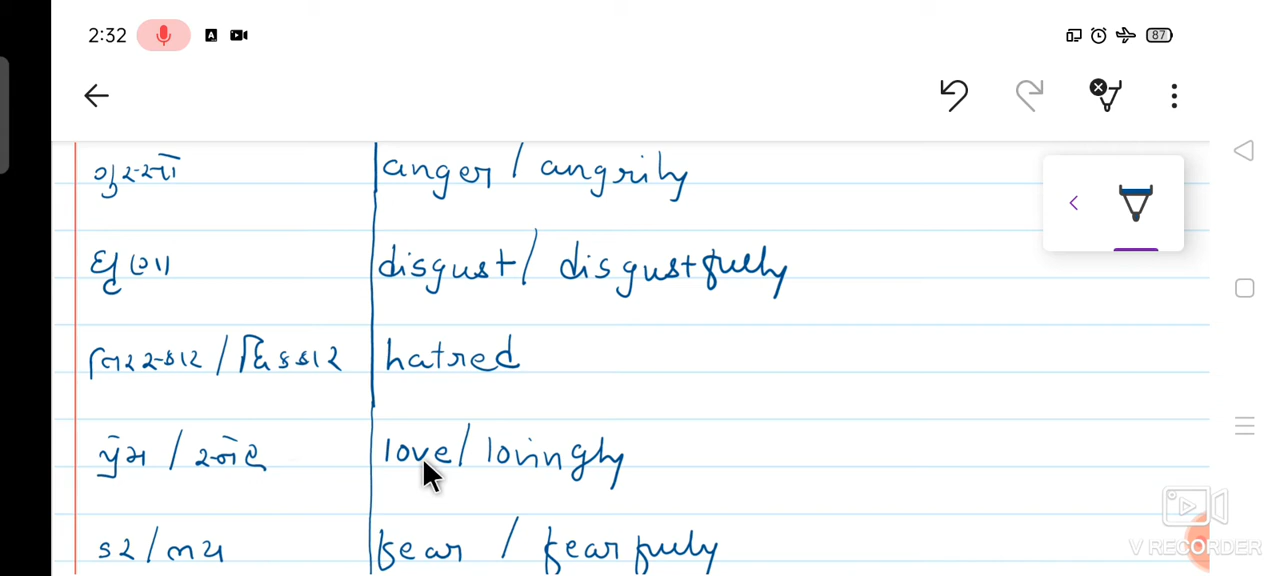 2:32
A
87
ગુસ્સો anger / angrily
ઘૃણા disgust / disgustfully
તિરસ્કાર / ધિક્કાર hatred
પ્રેમ / સ્નેહ love / lovingly
ડર / ભય fear / fearfully
V RECORDER